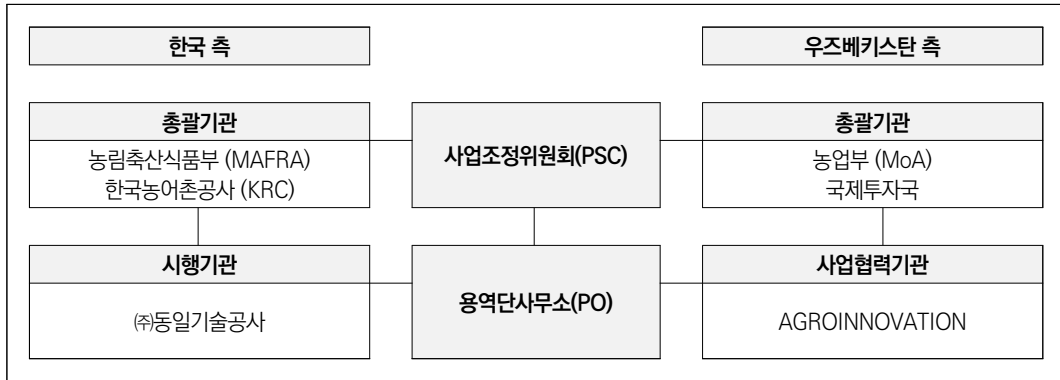 한국 측
우즈베키스탄 측
총괄기관
농림축산식품부 (MAFRA)
한국농어촌공사 (KRC)
사업조정위원회(PSC)
총괄기관
농업부 (MoA)
국제투자국
시행기관
㈜동일기술공사
용역단사무소(PO)
사업협력기관
AGROINNOVATION